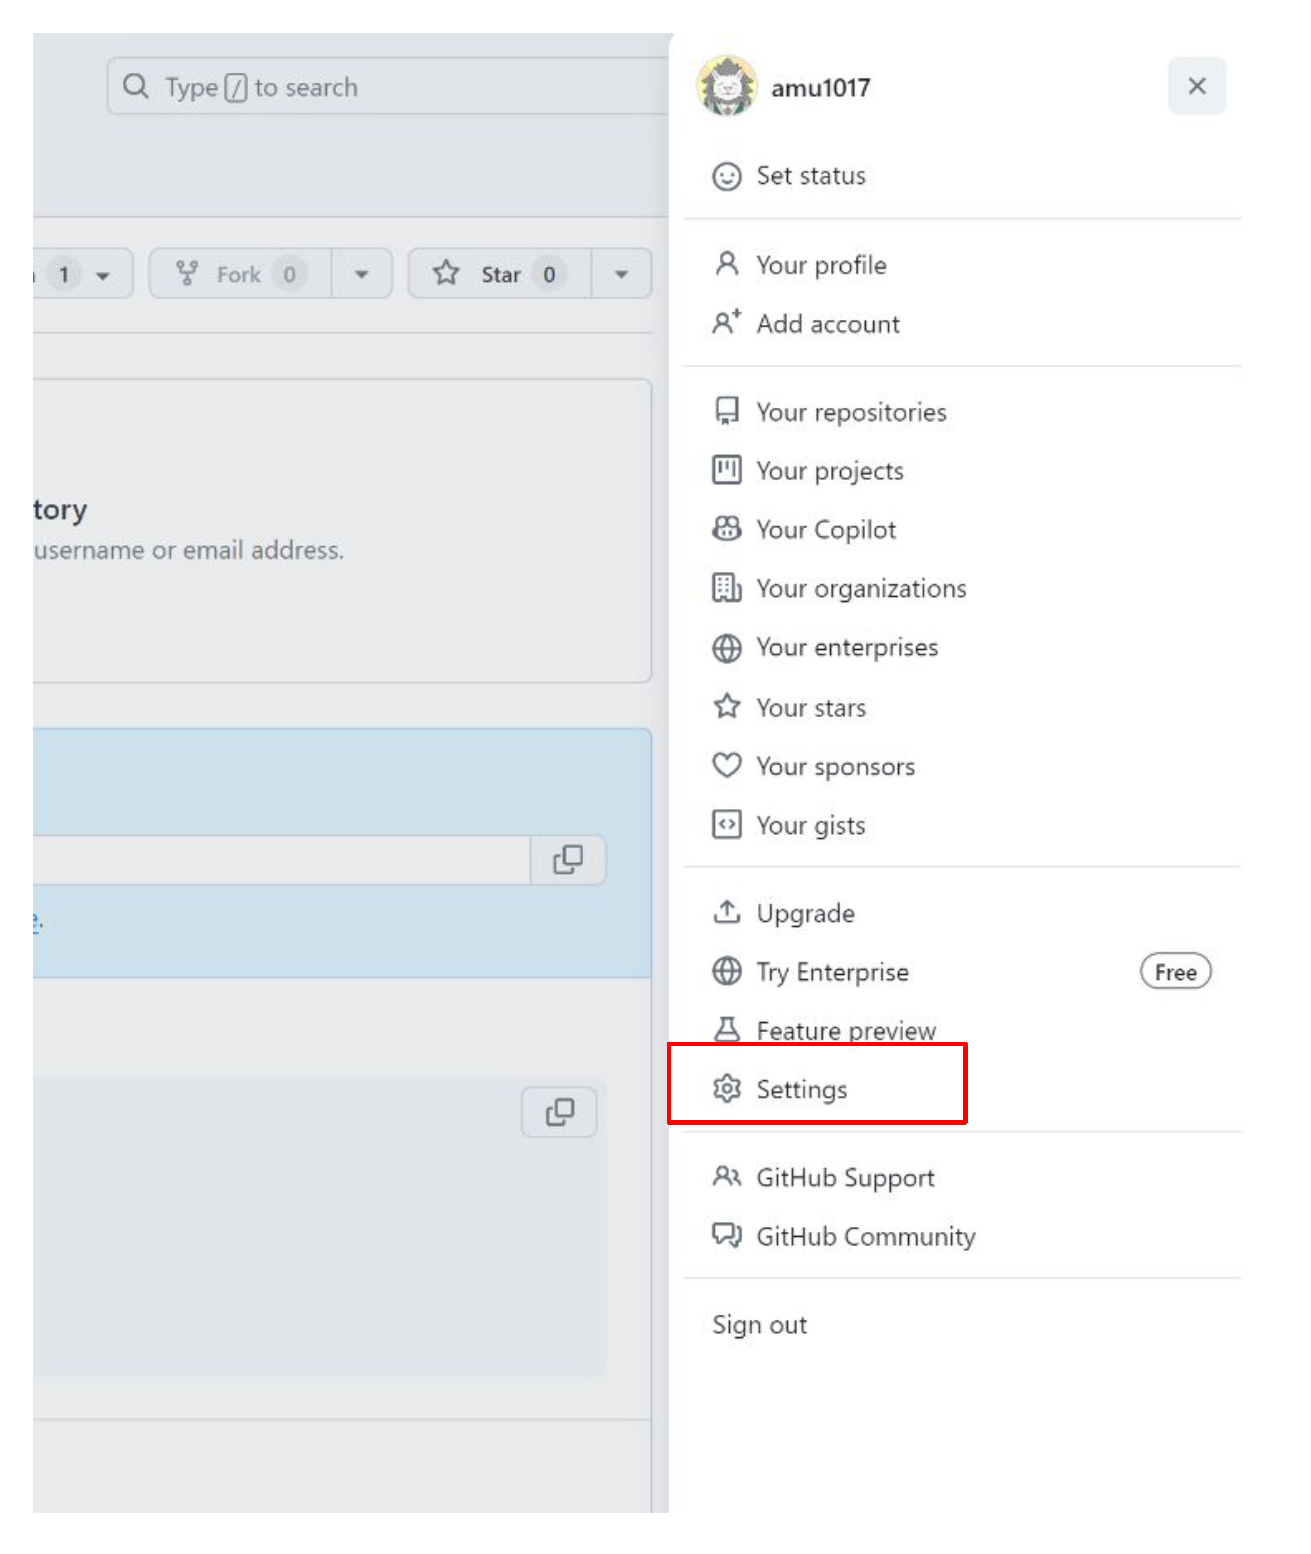 Type / to search
1
Fork 0
Star 0
tory
username or email address.
e.
amu1017
Set status
Your profile
Add account
Your repositories
Your projects
Your Copilot
Your organizations
Your enterprises
Your stars
Your sponsors
Your gists
Upgrade
Try Enterprise Free
Feature preview
Settings
GitHub Support
GitHub Community
Sign out